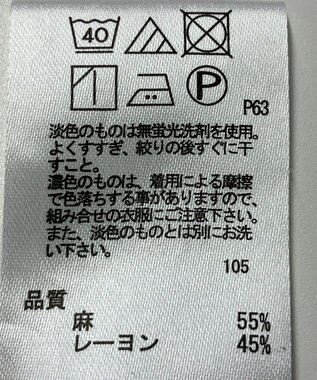 40
P
P63
淡色のものは無蛍光洗剤を使用。
よくすすぎ、絞りの後すぐに干
すこと。
濃色のものは、着用による摩擦
で色落ちする事がありますので、
組み合せの衣服にご注意下さい。
また、淡色のものとは別にお洗
い下さい。
105
品質
麻 55%
レーヨン 45%